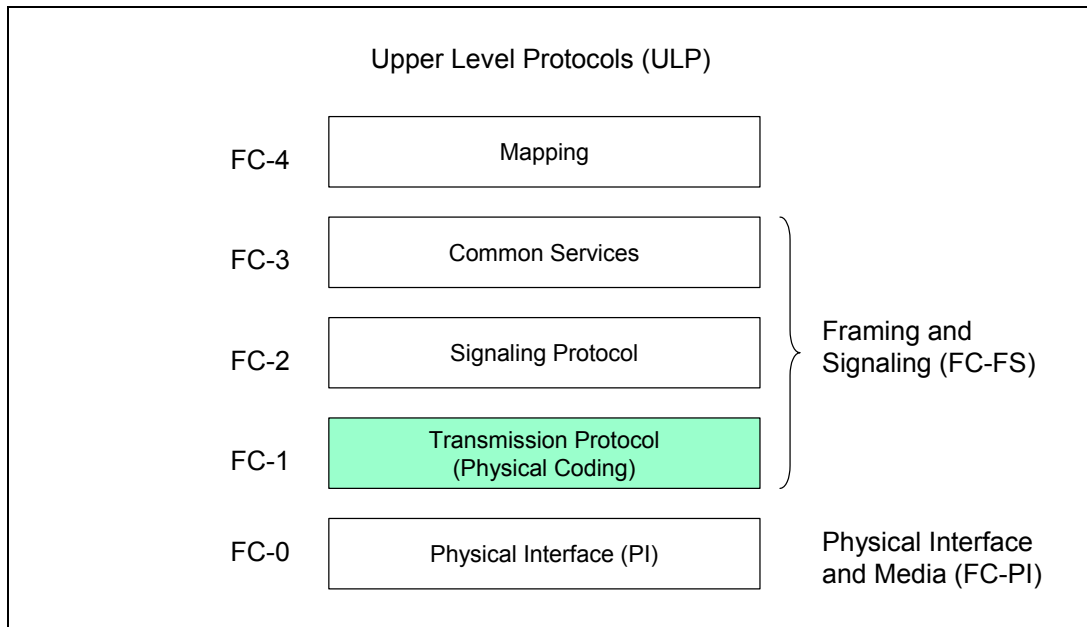 Upper Level Protocols (ULP)
FC-4
Mapping
FC-3
Common Services
FC-2
Signaling Protocol
Framing and
Signaling (FC-FS)
FC-1
Transmission Protocol
(Physical Coding)
FC-0
Physical Interface (PI)
Physical Interface
and Media (FC-PI)